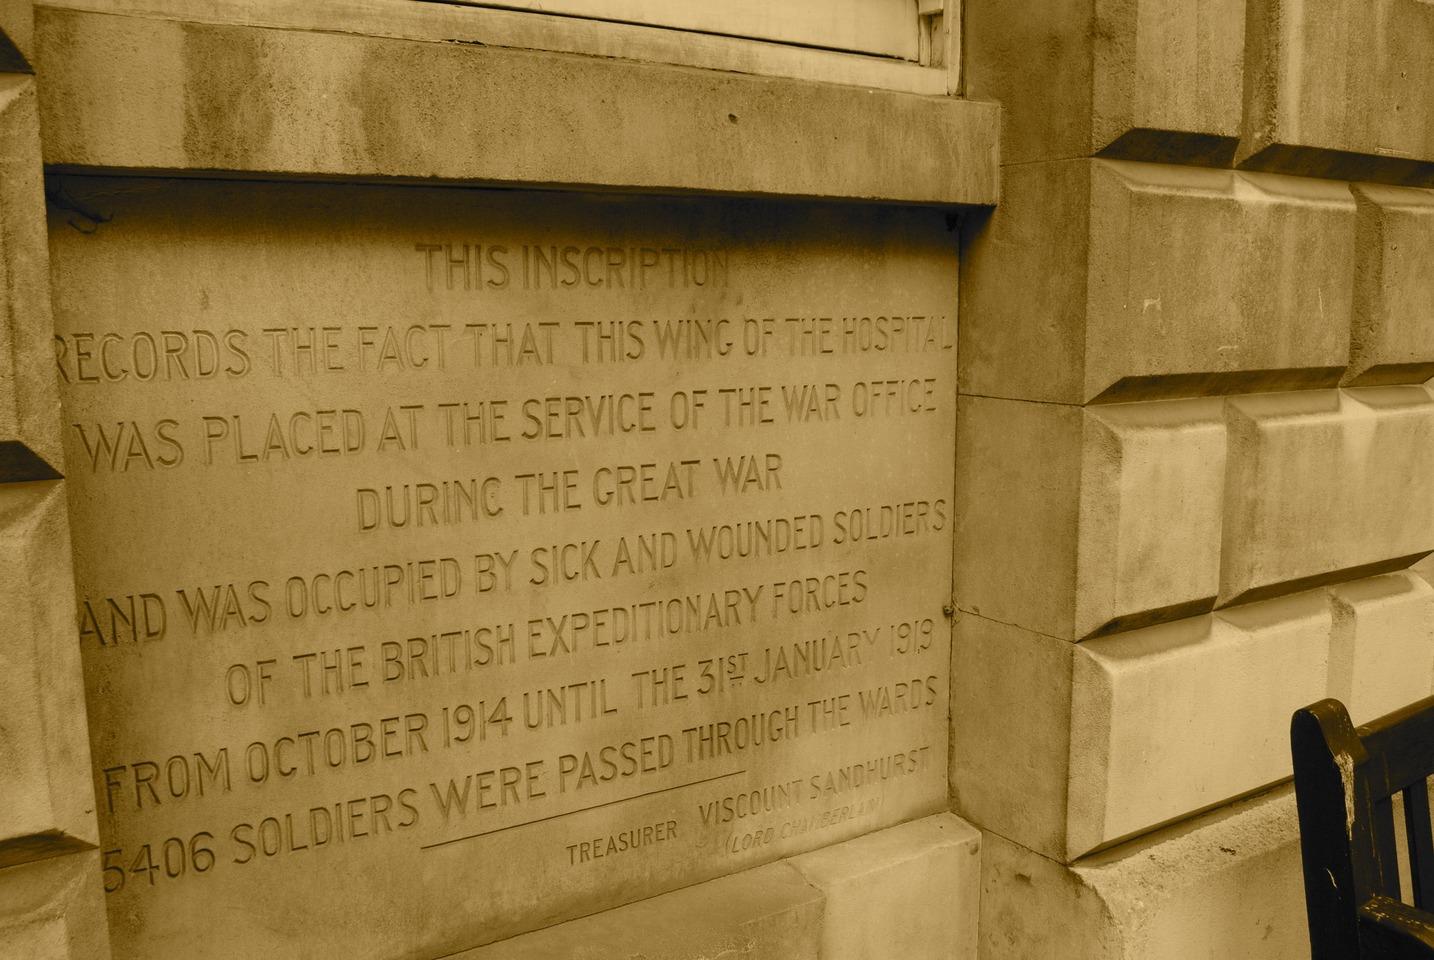 THIS INSCRIPTION
RECORDS THE FACT THAT THIS WING OF THE HOSPITAL
WAS PLACED AT THE SERVICE OF THE WAR OFFICE
DURING THE GREAT WAR
AND WAS OCCUPIED BY SICK AND WOUNDED SOLDIERS
OF THE BRITISH EXPEDITIONARY FORCES
FROM OCTOBER 1914 UNTIL THE 31ST JANUARY 1919
5406 SOLDIERS WERE PASSED THROUGH THE WARDS
TREASURER VISCOUNT SANDHURST
(LORD CHAMBERLAIN)